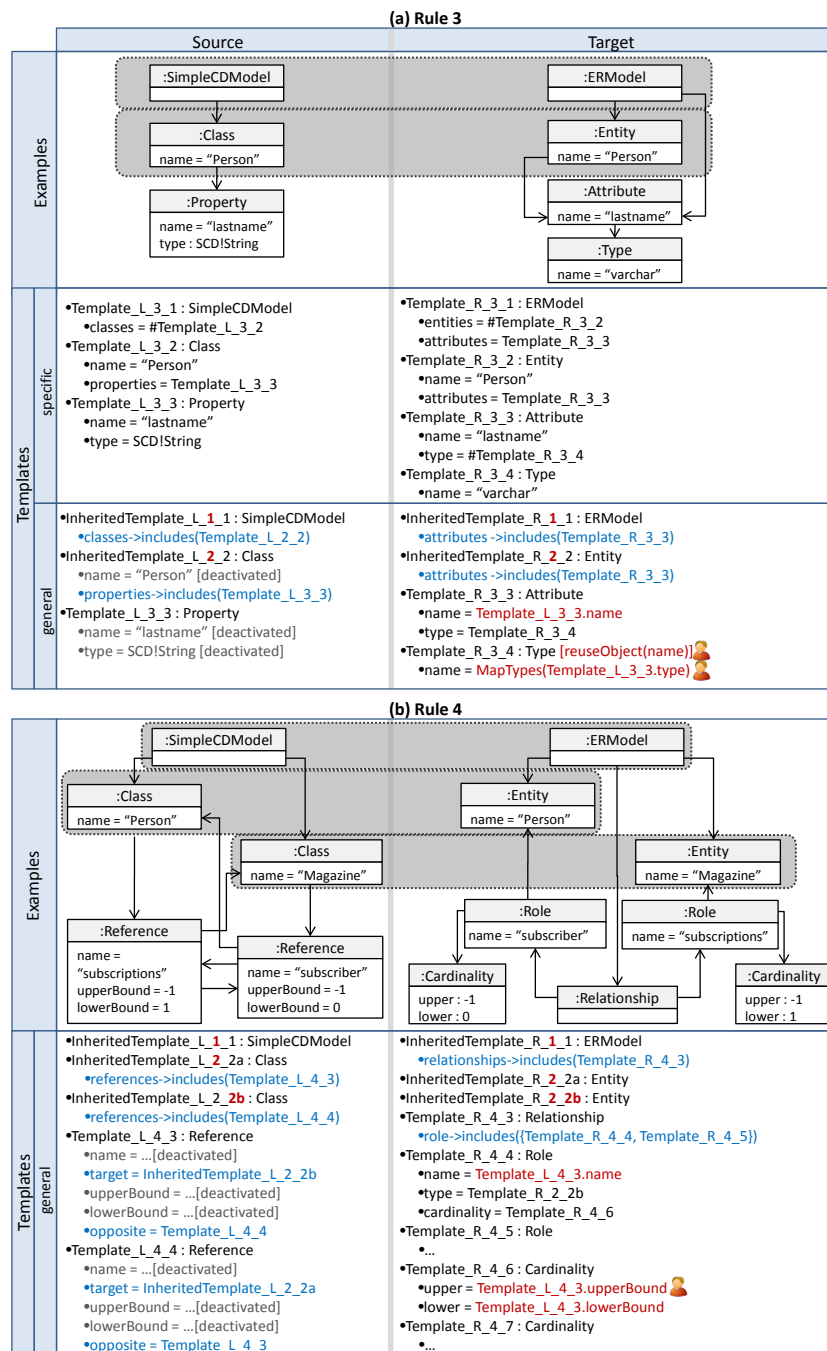 (a) Rule 3
Source
Target
Examples
:SimpleCDModel
:Class
name = “Person”
:Property
name = “lastname”
type : SCD!String
:ERModel
:Entity
name = “Person”
:Attribute
name = “lastname”
:Type
name = “varchar”
Templates
specific
•Template_L_3_1 : SimpleCDModel
•classes = #Template_L_3_2
•Template_L_3_2 : Class
•name = “Person”
•properties = Template_L_3_3
•Template_L_3_3 : Property
•name = “lastname”
•type = SCD!String
•Template_R_3_1 : ERModel
•entities = #Template_R_3_2
•attributes = Template_R_3_3
•Template_R_3_2 : Entity
•name = “Person”
•attributes = Template_R_3_3
•Template_R_3_3 : Attribute
•name = “lastname”
•type = #Template_R_3_4
•Template_R_3_4 : Type
•name = “varchar”
general
•InheritedTemplate_L_1_1 : SimpleCDModel
•classes->includes(Template_L_2_2)
•InheritedTemplate_L_2_2 : Class
•name = “Person” [deactivated]
•properties->includes(Template_L_3_3)
•Template_L_3_3 : Property
•name = “lastname” [deactivated]
•type = SCD!String [deactivated]
•InheritedTemplate_R_1_1 : ERModel
•attributes ->includes(Template_R_3_3)
•InheritedTemplate_R_2_2 : Entity
•attributes ->includes(Template_R_3_3)
•Template_R_3_3 : Attribute
•name = Template_L_3_3.name
•type = Template_R_3_4
•Template_R_3_4 : Type [reuseObject(name)]
•name = MapTypes(Template_L_3_3.type)
(b) Rule 4
Examples
:SimpleCDModel
:Class
name = “Person”
:Class
name = “Magazine”
:Reference
name =
“subscriptions”
upperBound = -1
lowerBound = 1
:Reference
name = “subscriber”
upperBound = -1
lowerBound = 0
:ERModel
:Entity
name = “Person”
:Entity
name = “Magazine”
:Role
name = “subscriber”
:Role
name = “subscriptions”
:Cardinality
upper : -1
lower : 0
:Relationship
:Cardinality
upper : -1
lower : 1
Templates
general
•InheritedTemplate_L_1_1 : SimpleCDModel
•InheritedTemplate_L_2_2a : Class
•references->includes(Template_L_4_3)
•InheritedTemplate_L_2_2b : Class
•references->includes(Template_L_4_4)
•Template_L_4_3 : Reference
•name = …[deactivated]
•target = InheritedTemplate_L_2_2b
•upperBound = …[deactivated]
•lowerBound = …[deactivated]
•opposite = Template_L_4_4
•Template_L_4_4 : Reference
•name = …[deactivated]
•target = InheritedTemplate_L_2_2a
•upperBound = …[deactivated]
•lowerBound = …[deactivated]
•opposite = Template_L_4_3
•InheritedTemplate_R_1_1 : ERModel
•relationships->includes(Template_R_4_3)
•InheritedTemplate_R_2_2a : Entity
•InheritedTemplate_R_2_2b : Entity
•Template_R_4_3 : Relationship
•role->includes({Template_R_4_4, Template_R_4_5})
•Template_R_4_4 : Role
•name = Template_L_4_3.name
•type = Template_R_2_2b
•cardinality = Template_R_4_6
•Template_R_4_5 : Role
•…
•Template_R_4_6 : Cardinality
•upper = Template_L_4_3.upperBound
•lower = Template_L_4_3.lowerBound
•Template_R_4_7 : Cardinality
•…